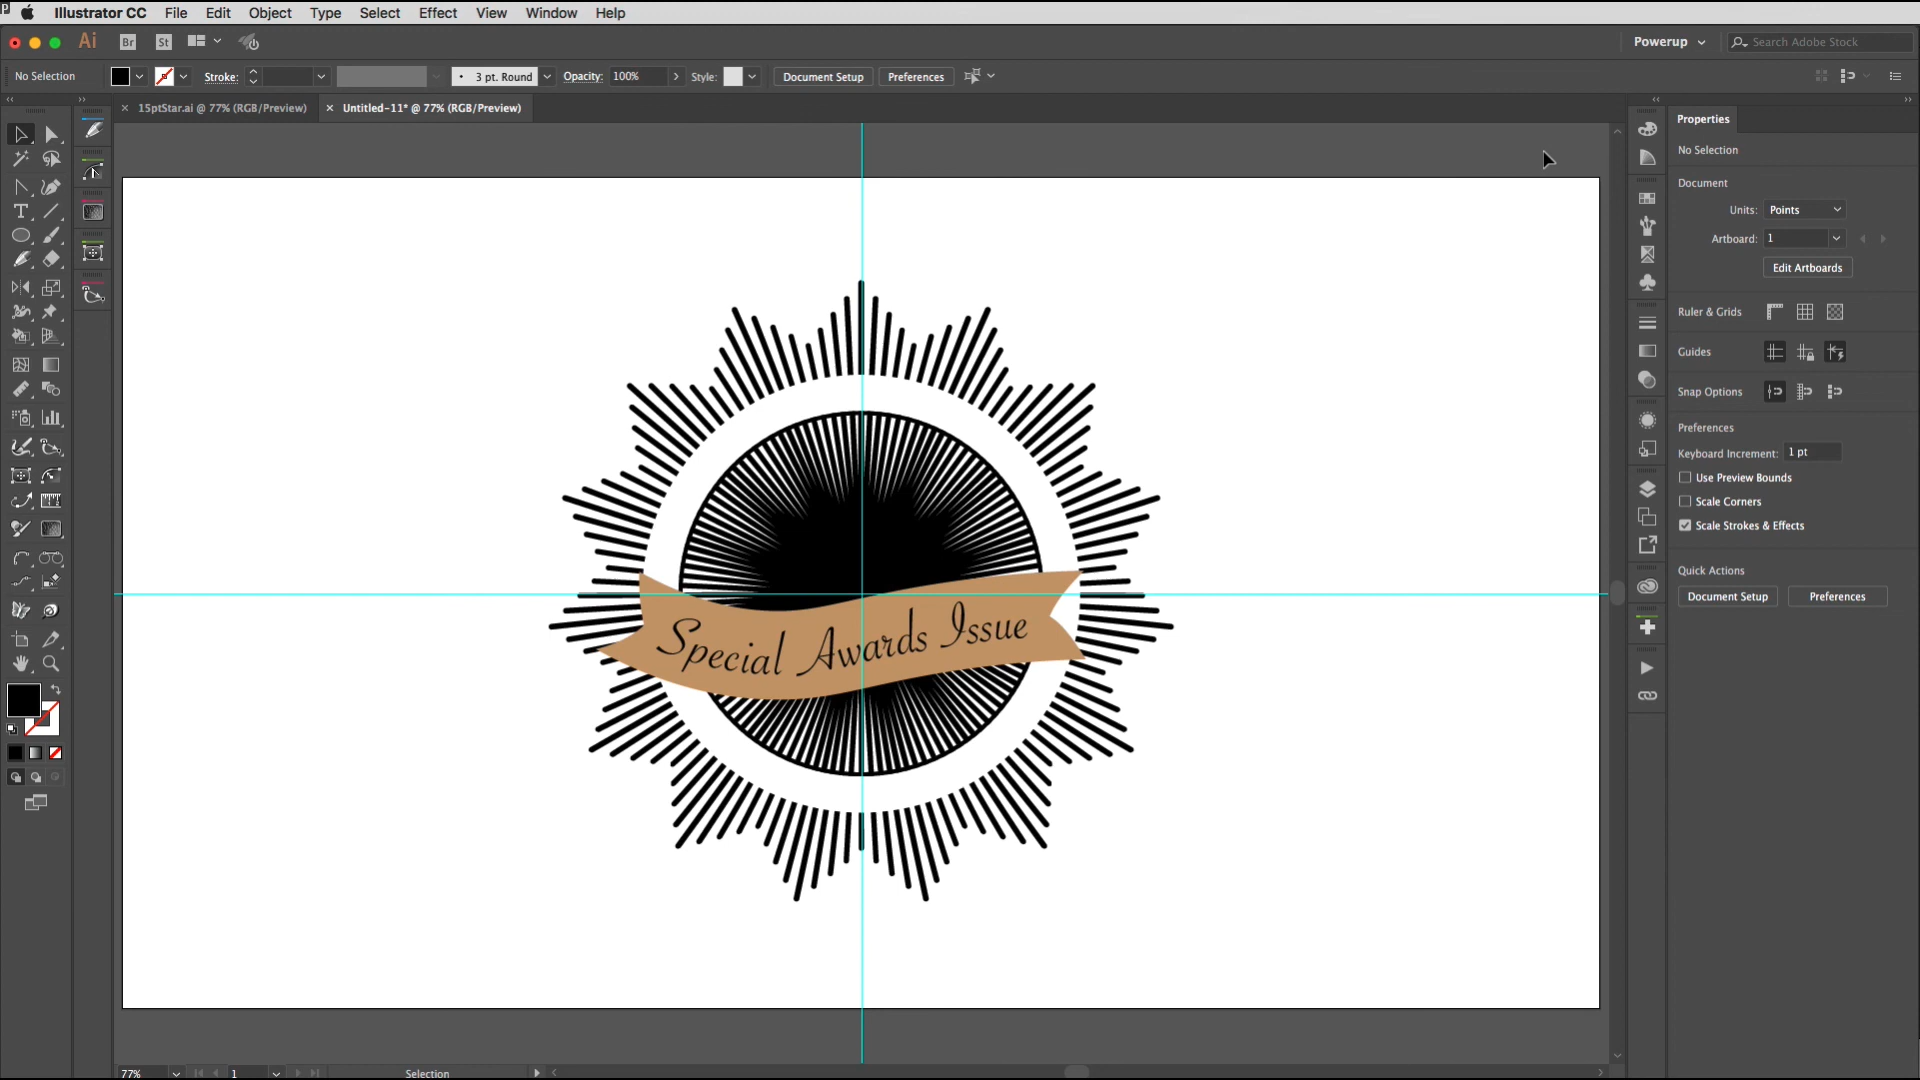 Illustrator CC File Edit Object Type Select Effect View Window Help
Ai Br St Powerup Search Adobe Stock
No Selection Stroke: 3 pt. Round Opacity: 100% Style: Document Setup Preferences
15ptStar.ai @ 77% (RGB/Preview) Untitled-11* @ 77% (RGB/Preview)
Properties
No Selection
Document
Units: Points
Artboard: 1
Edit Artboards
Ruler & Grids
Guides
Snap Options
Preferences
Keyboard Increment: 1 pt
Use Preview Bounds
Scale Corners
Scale Strokes & Effects
Quick Actions
Document Setup Preferences
Special Awards Issue
77% 1 Selection